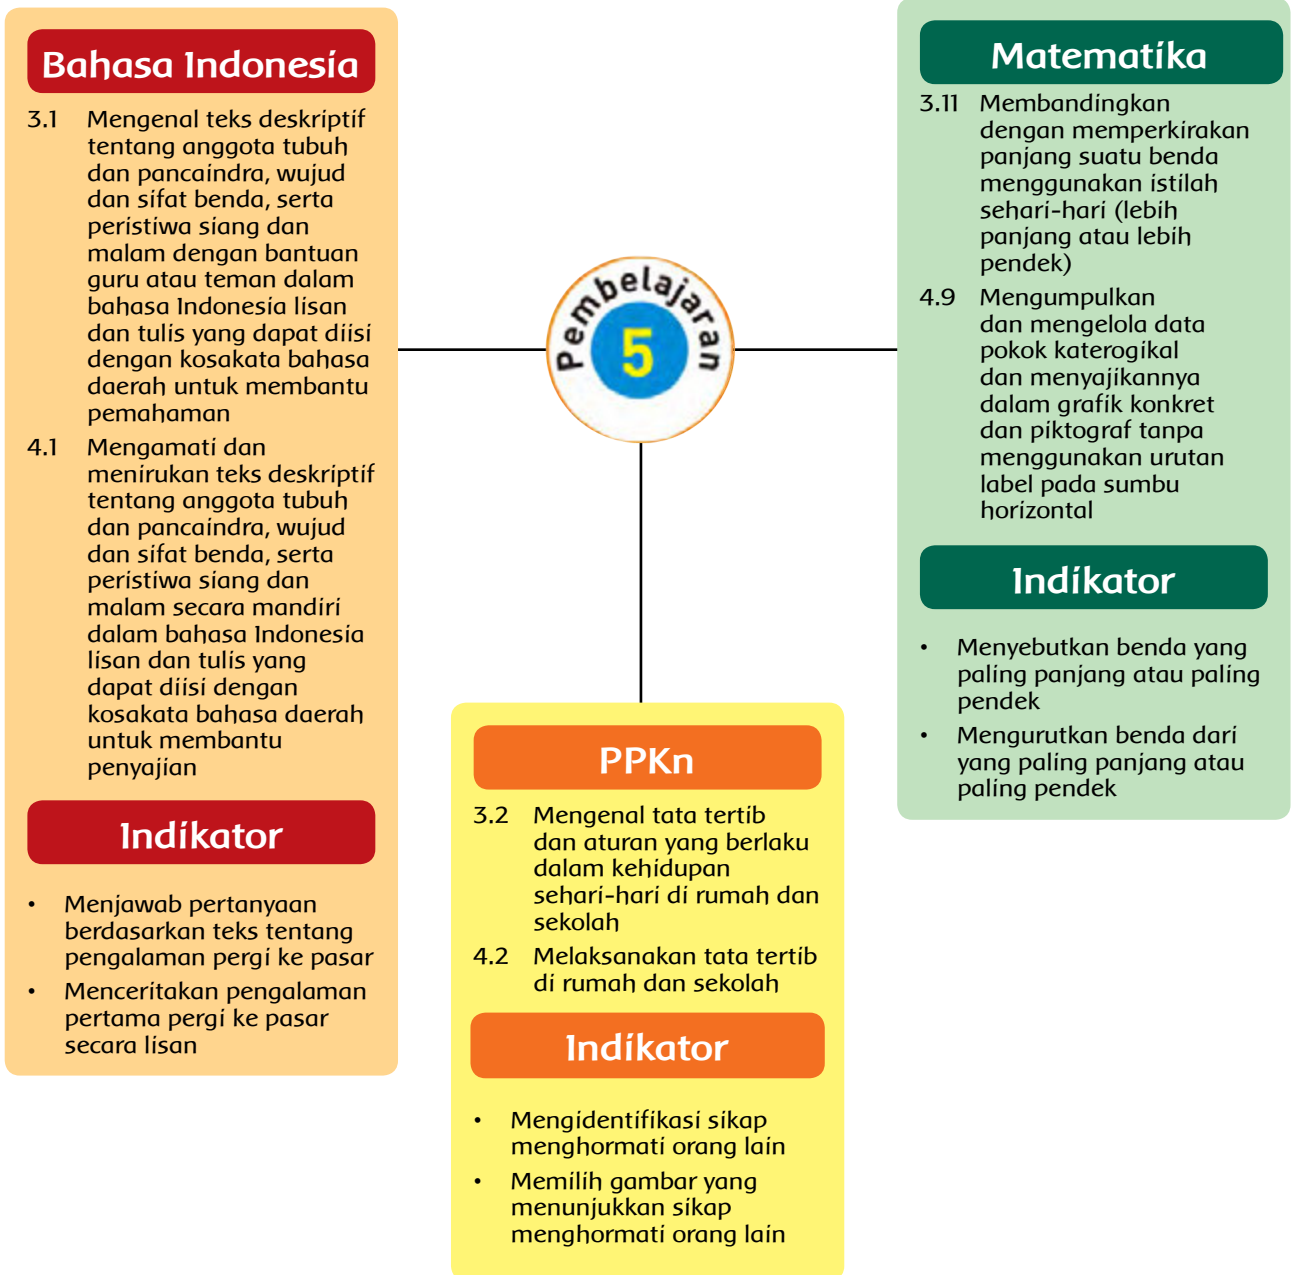 Bahasa Indonesia
3.1 Mengenal teks deskriptif
tentang anggota tubuh
dan pancaindra, wujud
dan sifat benda, serta
peristiwa siang dan
malam dengan bantuan
guru atau teman dalam
bahasa Indonesia lisan
dan tulis yang dapat diisi
dengan kosakata bahasa
daerah untuk membantu
pemahaman
4.1 Mengamati dan
menirukan teks deskriptif
tentang anggota tubuh
dan pancaindra, wujud
dan sifat benda, serta
peristiwa siang dan
malam secara mandiri
dalam bahasa Indonesia
lisan dan tulis yang
dapat diisi dengan
kosakata bahasa daerah
untuk membantu
penyajian
Indikator
• Menjawab pertanyaan
berdasarkan teks tentang
pengalaman pergi ke pasar
• Menceritakan pengalaman
pertama pergi ke pasar
secara lisan
Pembelajaran
5
Matematika
3.11 Membandingkan
dengan memperkirakan
panjang suatu benda
menggunakan istilah
sehari-hari (lebih
panjang atau lebih
pendek)
4.9 Mengumpulkan
dan mengelola data
pokok katerogikal
dan menyajikannya
dalam grafik konkret
dan piktograf tanpa
menggunakan urutan
label pada sumbu
horizontal
Indikator
• Menyebutkan benda yang
paling panjang atau paling
pendek
• Mengurutkan benda dari
yang paling panjang atau
paling pendek
PPKn
3.2 Mengenal tata tertib
dan aturan yang berlaku
dalam kehidupan
sehari-hari di rumah dan
sekolah
4.2 Melaksanakan tata tertib
di rumah dan sekolah
Indikator
• Mengidentifikasi sikap
menghormati orang lain
• Memilih gambar yang
menunjukkan sikap
menghormati orang lain